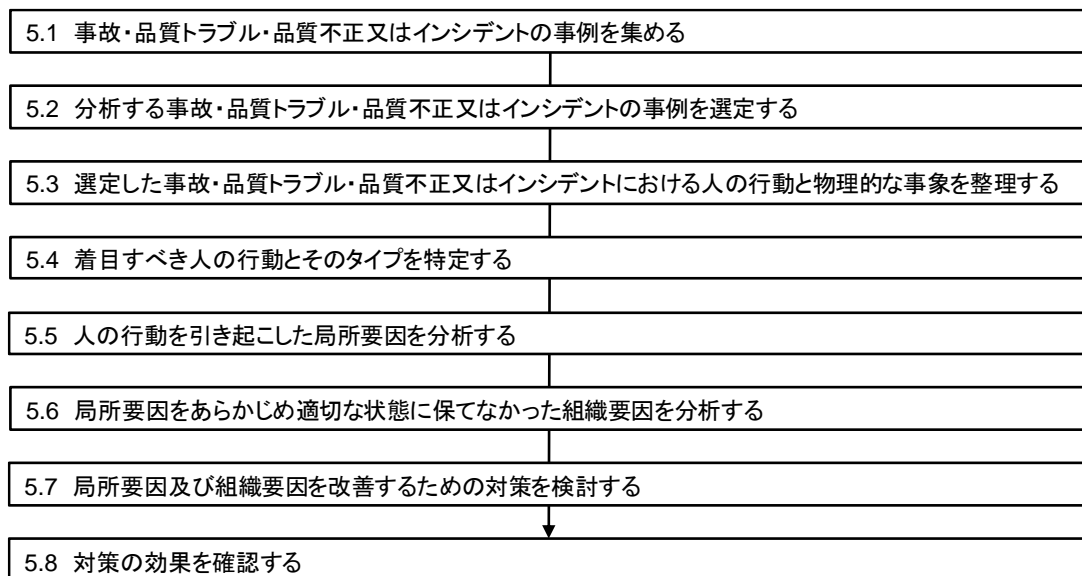 5.1 事故・品質トラブル・品質不正又はインシデントの事例を集める
5.2 分析する事故・品質トラブル・品質不正又はインシデントの事例を選定する
5.3 選定した事故・品質トラブル・品質不正又はインシデントにおける人の行動と物理的な事象を整理する
5.4 着目すべき人の行動とそのタイプを特定する
5.5 人の行動を引き起こした局所要因を分析する
5.6 局所要因をあらかじめ適切な状態に保てなかった組織要因を分析する
5.7 局所要因及び組織要因を改善するための対策を検討する
5.8 対策の効果を確認する